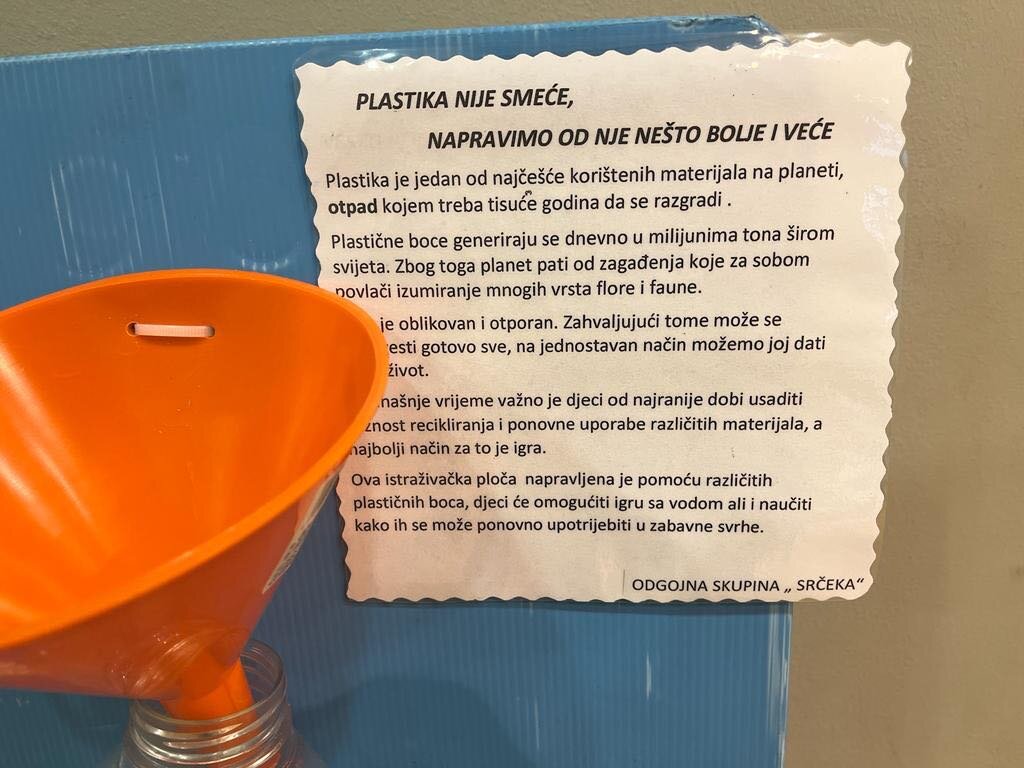 PLASTIKA NIJE SMEĆE,
NAPRAVIMO OD NJE NEŠTO BOLJE I VEĆE
Plastika je jedan od najčešće korištenih materijala na planeti,
otpad kojem treba tisuće godina da se razgradi .
Plastične boce generiraju se dnevno u milijunima tona širom
svijeta. Zbog toga planet pati od zagađenja koje za sobom
povlači izumiranje mnogih vrsta flore i faune.
je oblikovan i otporan. Zahvaljujući tome može se
gotovo sve, na jednostavan način možemo joj dati
život.
vrijeme važno je djeci od najranije dobi usaditi
recikliranja i ponovne uporabe različitih materijala, a
najbolji način za to je igra.
Ova istraživačka ploča napravljena je pomoću različitih
plastičnih boca, djeci će omogućiti igru sa vodom ali i naučiti
kako ih se može ponovno upotrijebiti u zabavne svrhe.
ODGOJNA SKUPINA „ SRČEKA“